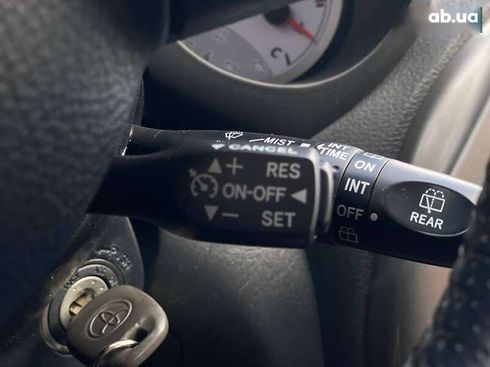 ab.ua
MIST
INT
TIME
CANCEL
+ RES
ON-OFF
− SET
ON
INT
OFF
REAR